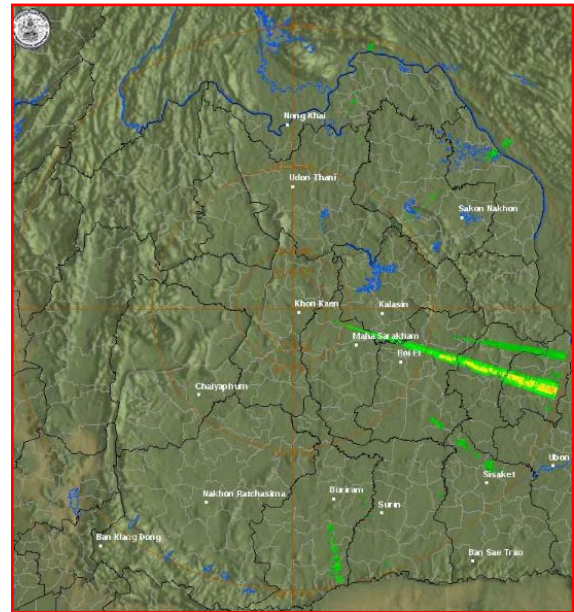 Nong Khai
Udon Thani
Sakon Nakhon
Khon Kaen
Kalasin
Maha Sarakham
Roi Et
Chaiyaphum
Ubon
Sisaket
Nakhon Ratchasima
Buriram
Surin
Ban Klang Dong
Ban Sae Trao